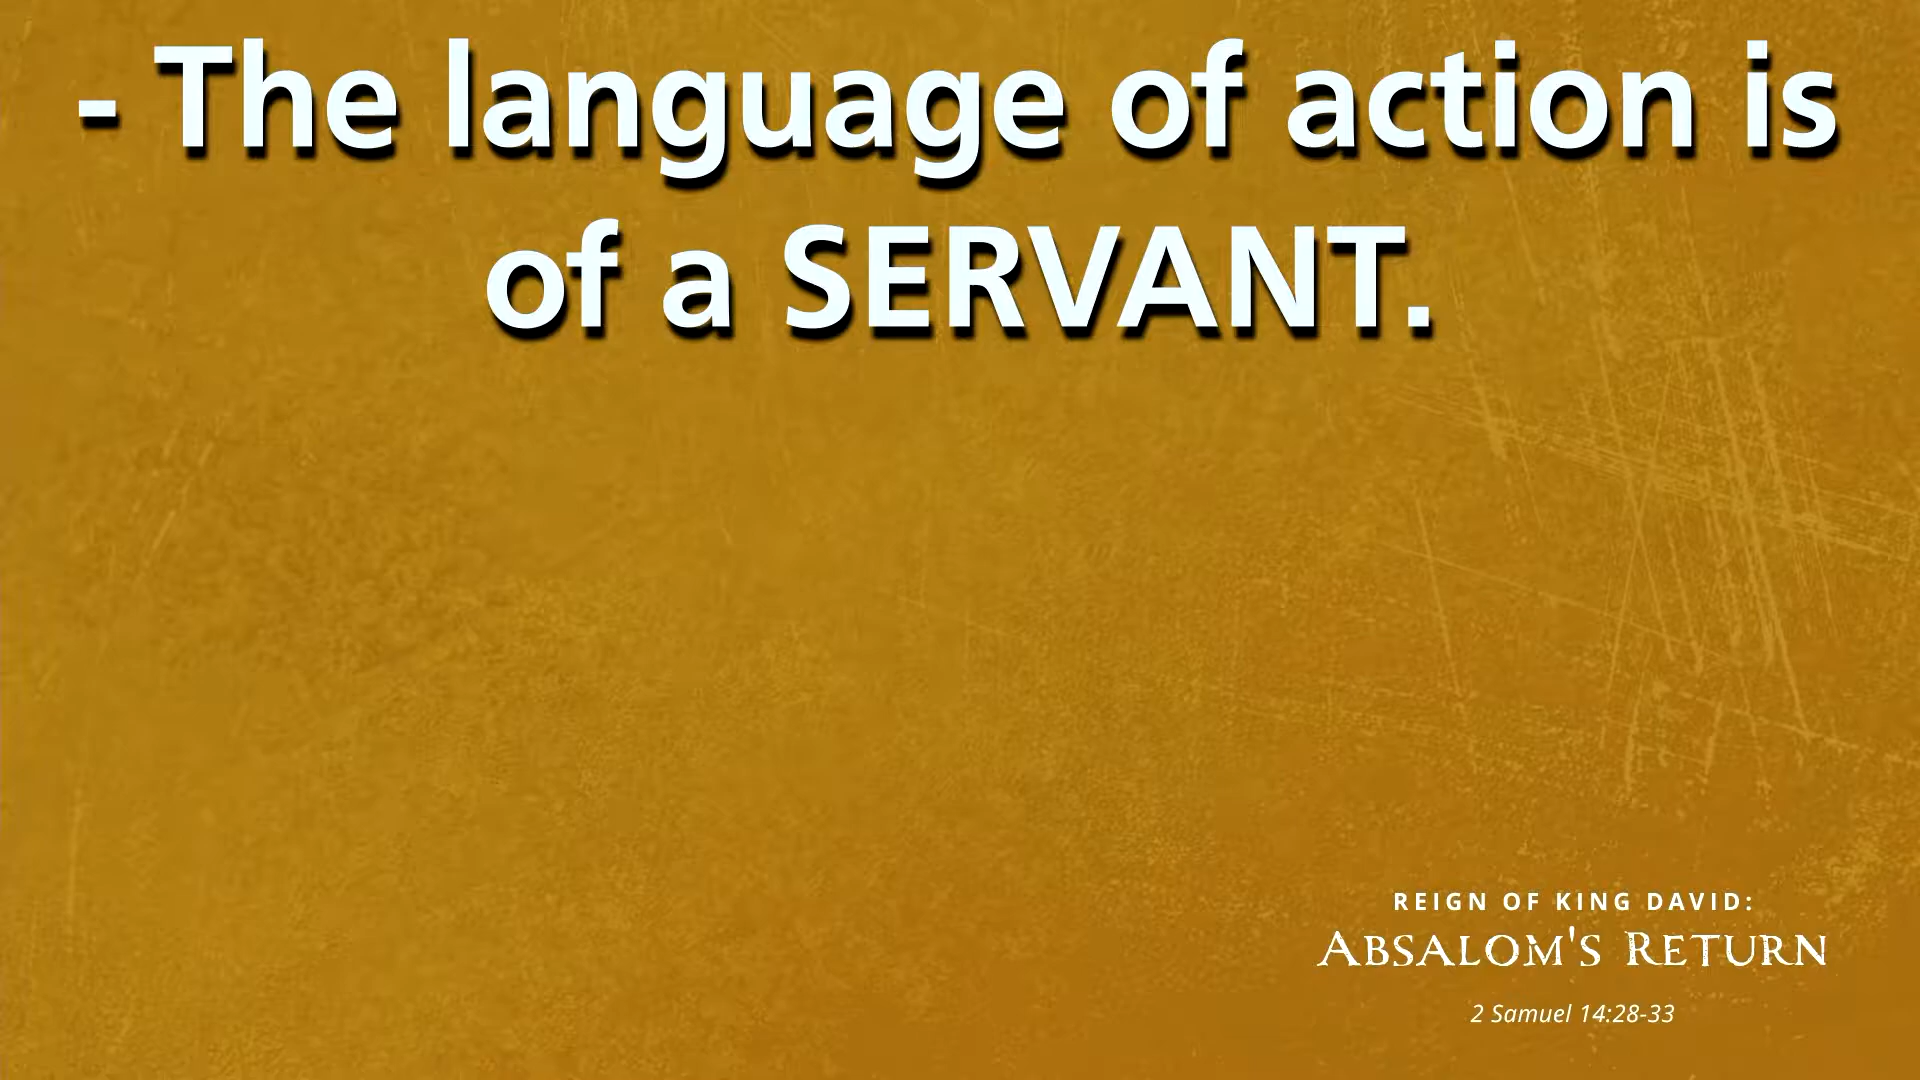 - The language of action is
of a SERVANT.
REIGN OF KING DAVID:
ABSALOM'S RETURN
2 Samuel 14:28-33